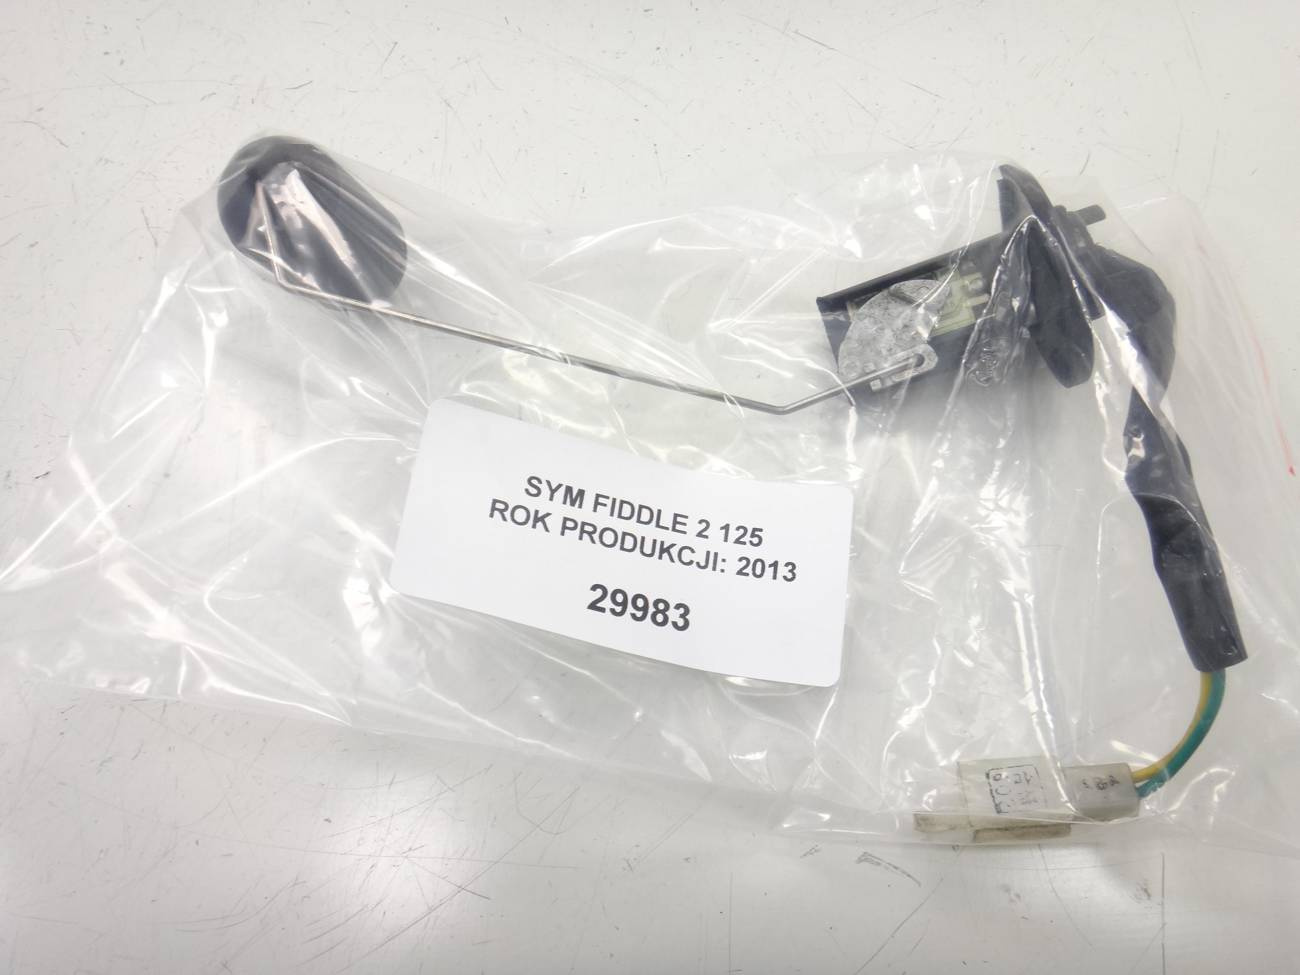 SYM FIDDLE 2 125
ROK PRODUKCJI: 2013
29983